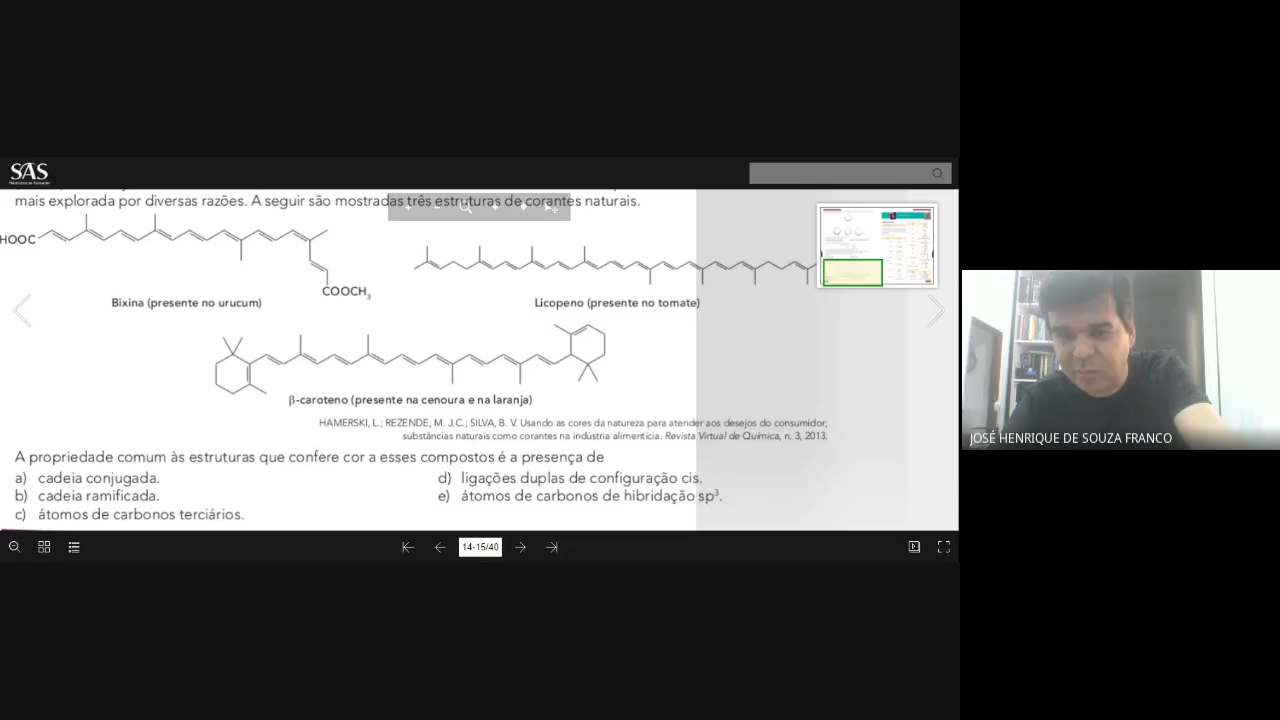 SAS
mais explorada por diversas razões. A seguir são mostradas três estruturas de corantes naturais.
HOOC
COOCH3
Bixina (presente no urucum)
Licopeno (presente no tomate)
β-caroteno (presente na cenoura e na laranja)
HAMERSKI, L.; REZENDE, M. J.C.; SILVA, B. V. Usando as cores da natureza para atender aos desejos do consumidor;
substâncias naturais como corantes na indústria alimentícia. Revista Virtual de Química, n. 3, 2013.
A propriedade comum às estruturas que confere cor a esses compostos é a presença de
a) cadeia conjugada.
b) cadeia ramificada.
c) átomos de carbonos terciários.
d) ligações duplas de configuração cis.
e) átomos de carbonos de hibridação sp³.
14-15/40
JOSÉ HENRIQUE DE SOUZA FRANCO